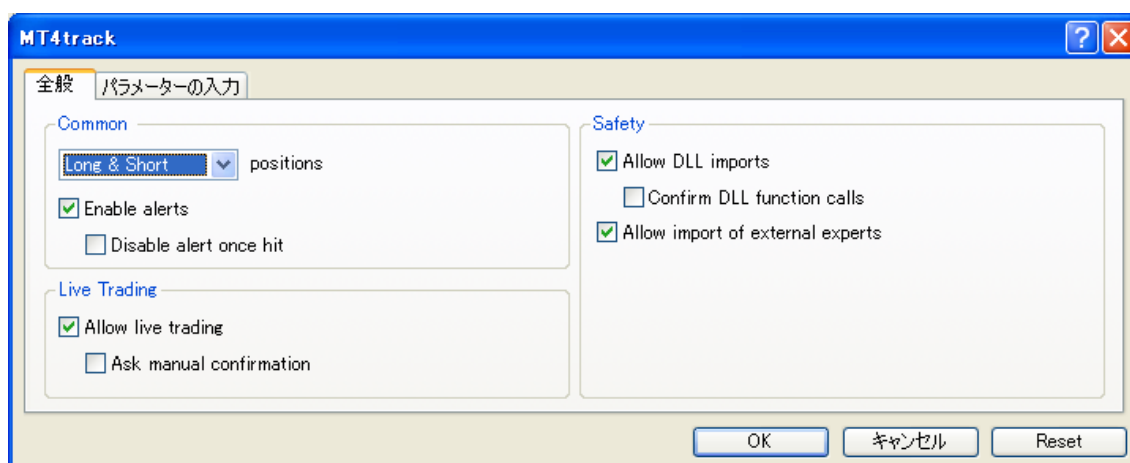 MT4track
全般 パラメーターの入力
Common
Long & Short positions
Enable alerts
Disable alert once hit
Live Trading
Allow live trading
Ask manual confirmation
Safety
Allow DLL imports
Confirm DLL function calls
Allow import of external experts
OK キャンセル Reset